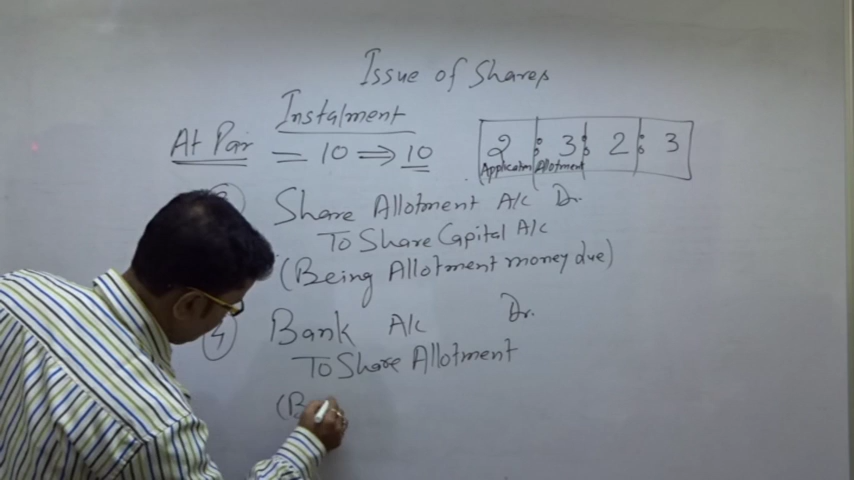 Issue of Shares
Instalment
At Par = 10 ⇒ 10
2 : 3 : 2 : 3
Application Allotment
Share Allotment A/c Dr.
To Share Capital A/c
(Being Allotment money due)
4 Bank A/c Dr.
To Share Allotment
(B